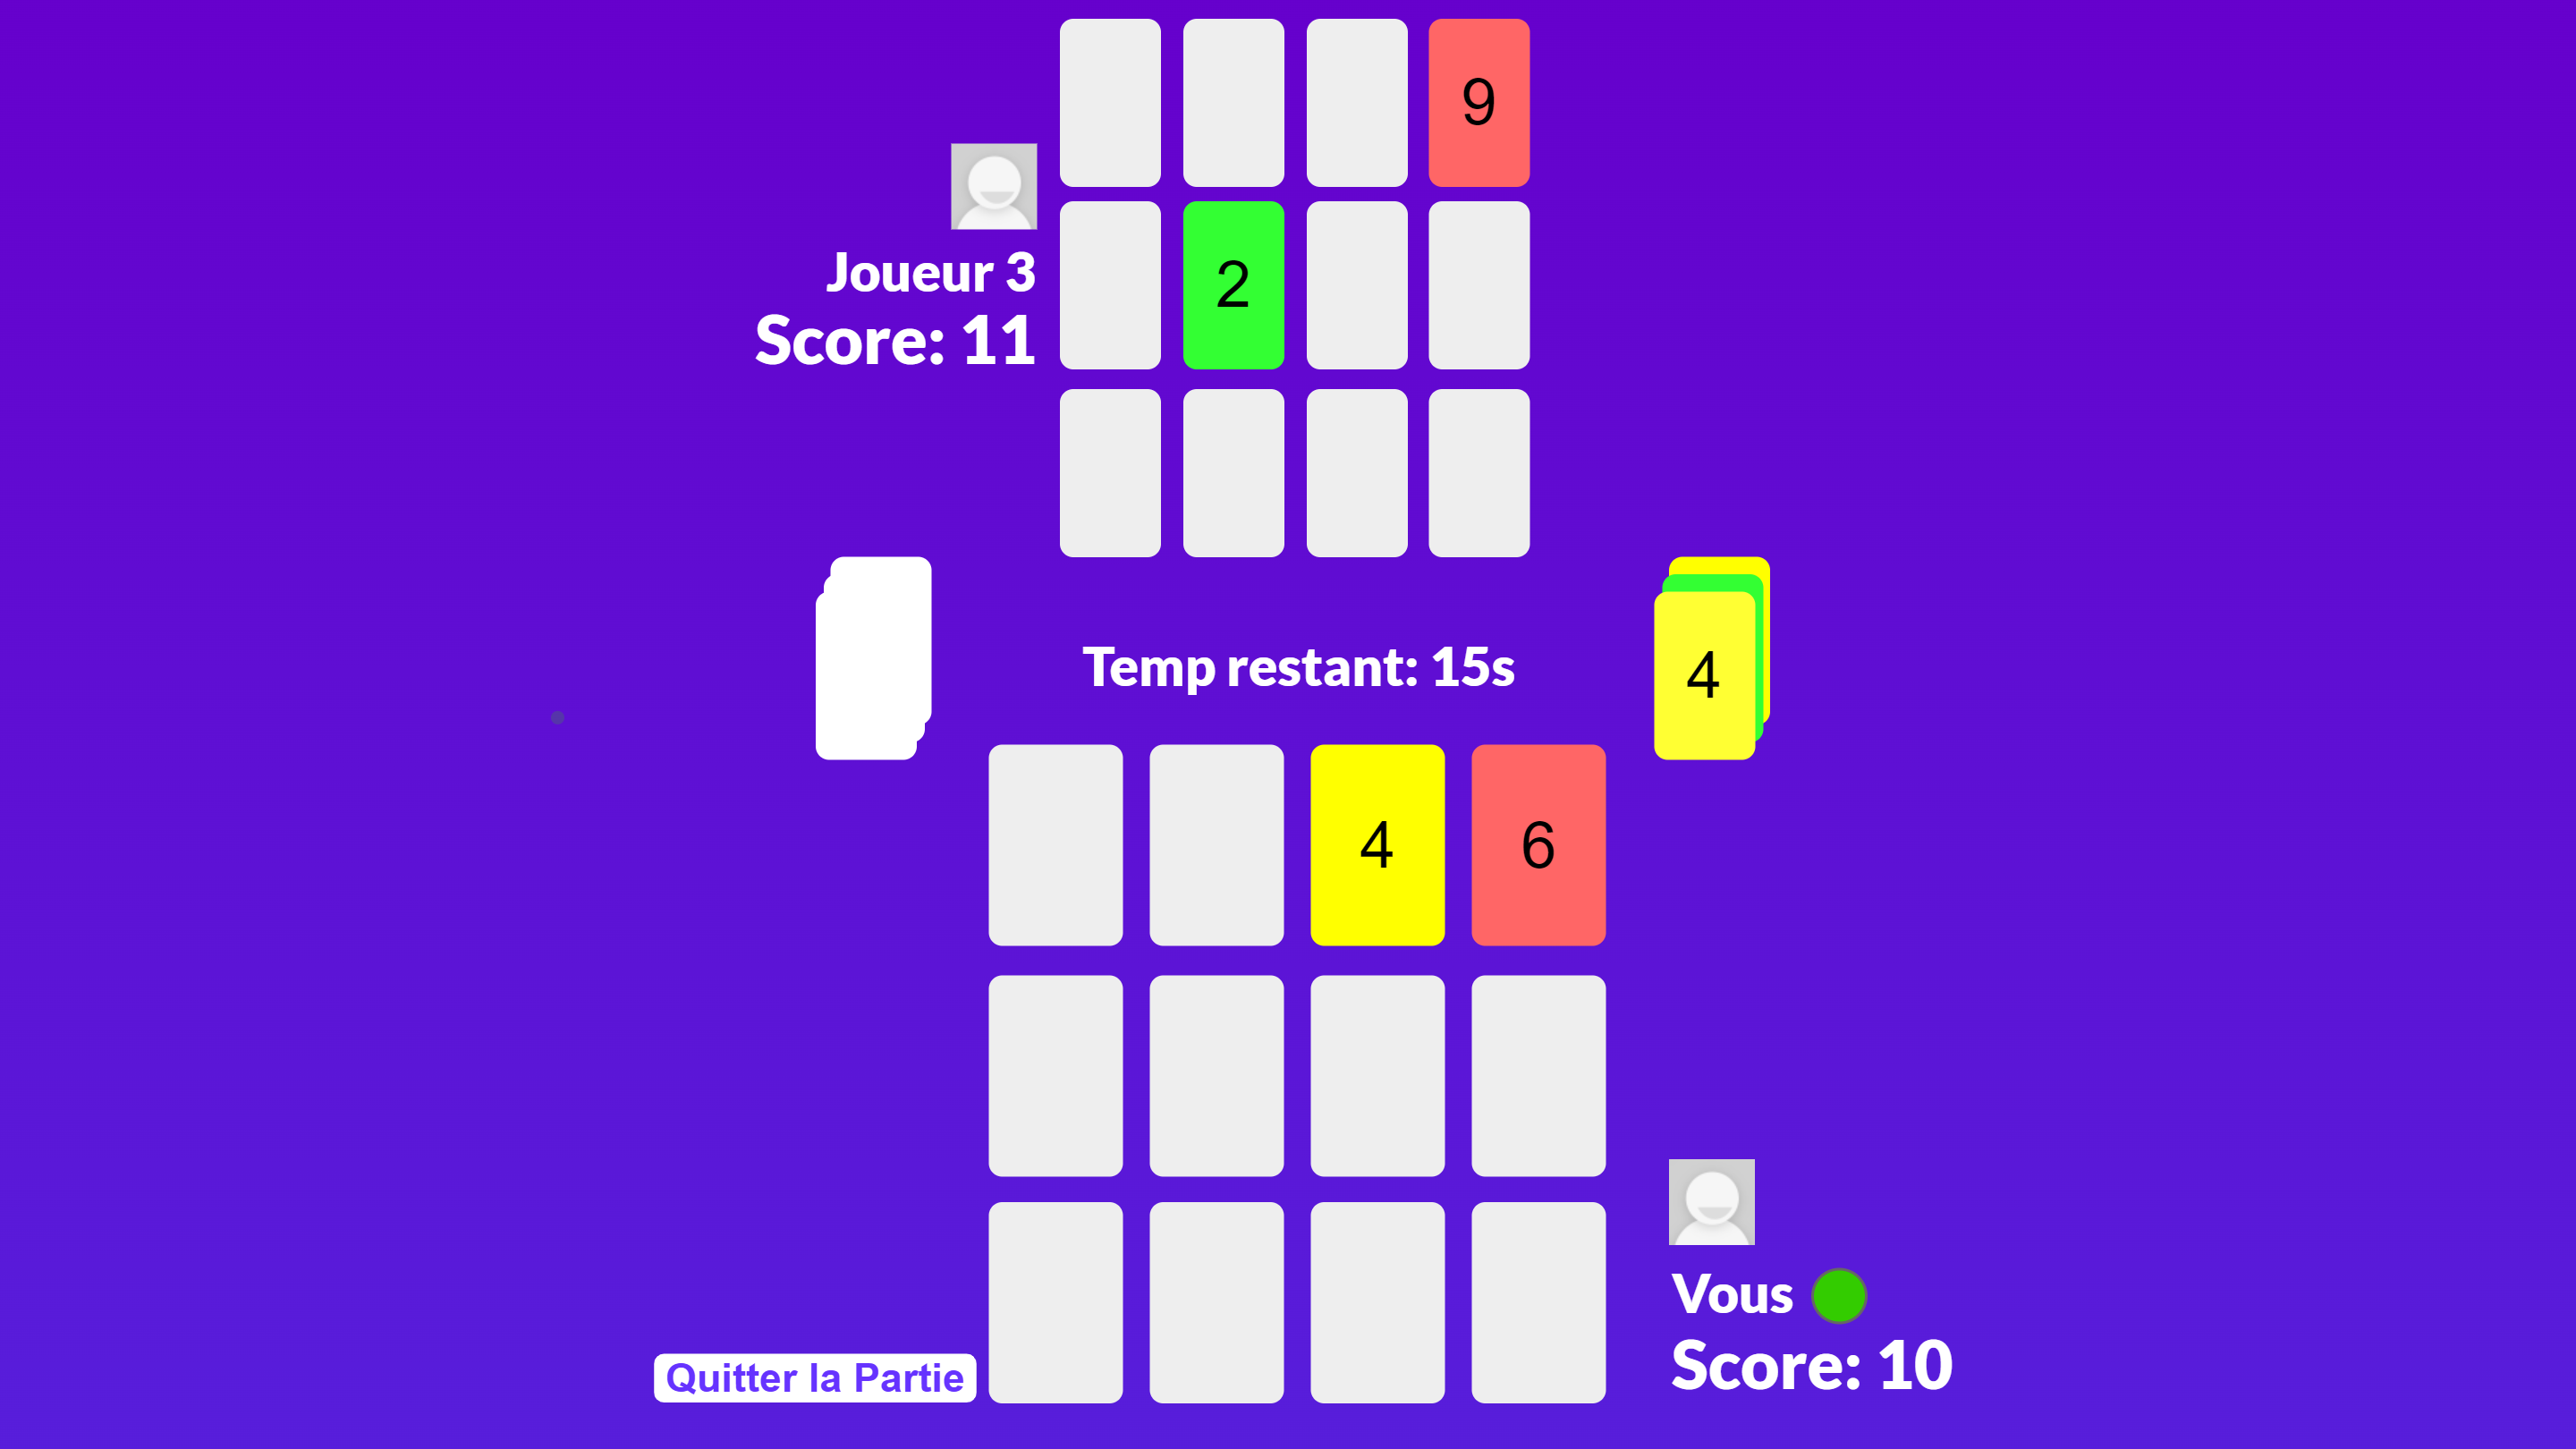 9
2
Joueur 3
Score: 11
Temp restant: 15s
4
4
6
Vous
Score: 10
Quitter la Partie